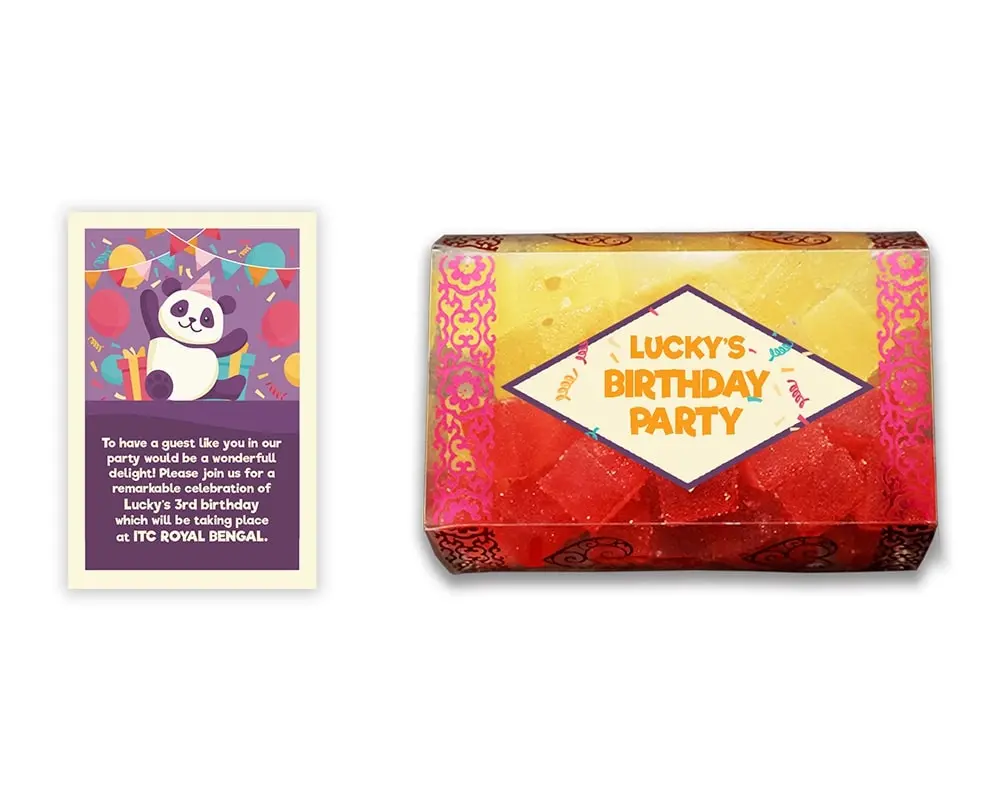 To have a guest like you in our
party would be a wonderfull
delight! Please join us for a
remarkable celebration of
Lucky's 3rd birthday
which will be taking place
at ITC ROYAL BENGAL.
LUCKY'S
BIRTHDAY
PARTY